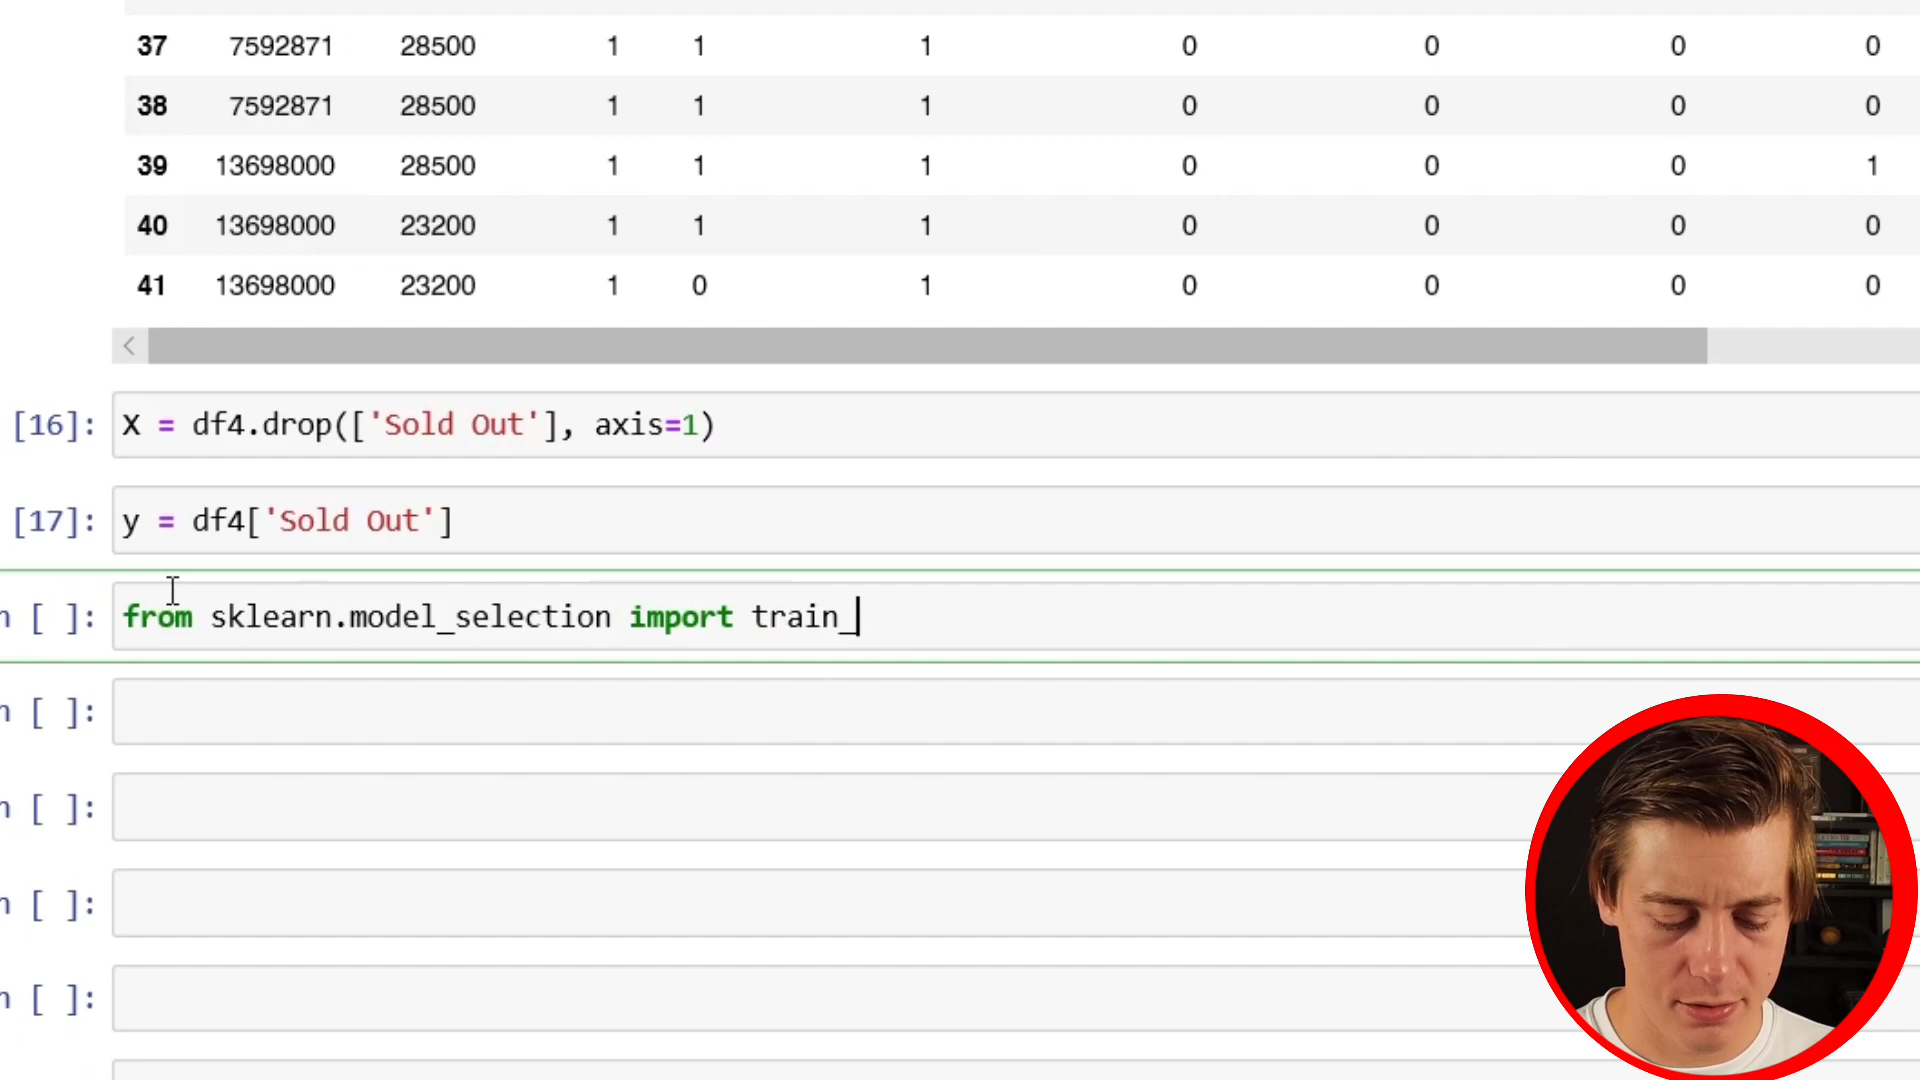 37 7592871 28500 1 1 1 0 0 0 0
38 7592871 28500 1 1 1 0 0 0 0
39 13698000 28500 1 1 1 0 0 0 1
40 13698000 23200 1 1 1 0 0 0 0
41 13698000 23200 1 0 1 0 0 0 0
[16]: X = df4.drop(['Sold Out'], axis=1)
[17]: y = df4['Sold Out']
n [ ]: from sklearn.model_selection import train_
n [ ]:
n [ ]:
n [ ]:
n [ ]: